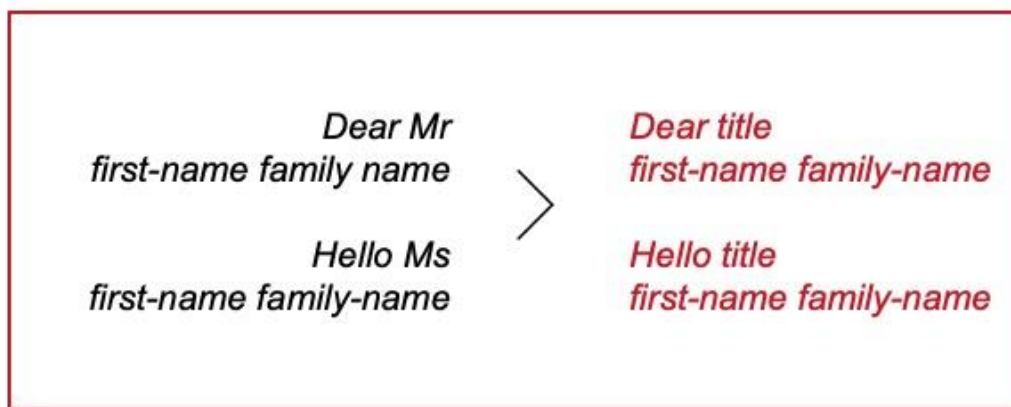 Dear Mr
first-name family name
Hello Ms
first-name family-name
Dear title
first-name family-name
Hello title
first-name family-name